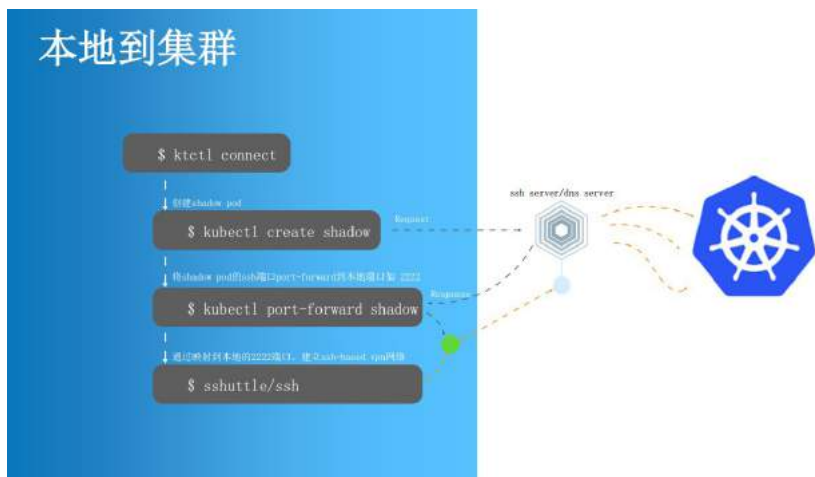 本地到集群
$ ktctl connect
创建shadow pod
ssh server/dns server
Request
$ kubectl create shadow
将shadow pod的ssh端口port-forward到本地端口如 2222
Response
$ kubectl port-forward shadow
通过映射到本地的2222端口，建立ssh-based vpn网络
$ sshuttle/ssh